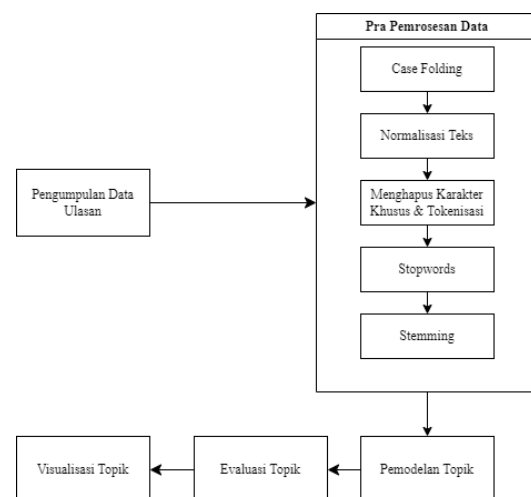 Pra Pemrosesan Data
Case Folding
Normalisasi Teks
Menghapus Karakter
Khusus & Tokenisasi
Stopwords
Stemming
Pengumpulan Data
Ulasan
Visualisasi Topik
Evaluasi Topik
Pemodelan Topik